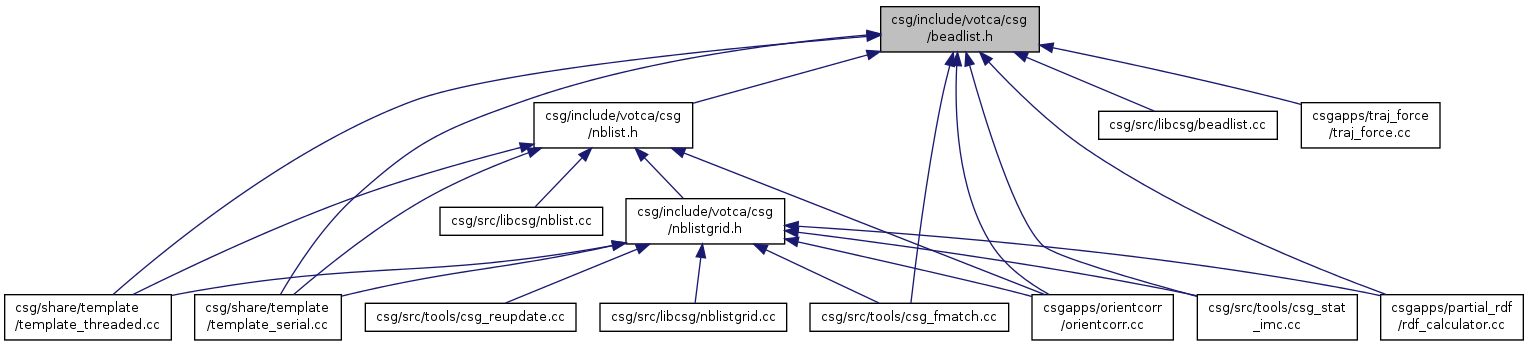 csg/include/votca/csg
/beadlist.h
csg/include/votca/csg
/nblist.h
csg/src/libcsg/beadlist.cc
csgapps/traj_force
/traj_force.cc
csg/src/libcsg/nblist.cc
csg/include/votca/csg
/nblistgrid.h
csg/share/template
/template_threaded.cc
csg/share/template
/template_serial.cc
csg/src/tools/csg_reupdate.cc
csg/src/libcsg/nblistgrid.cc
csg/src/tools/csg_fmatch.cc
csgapps/orientcorr
/orientcorr.cc
csg/src/tools/csg_stat
_imc.cc
csgapps/partial_rdf
/rdf_calculator.cc